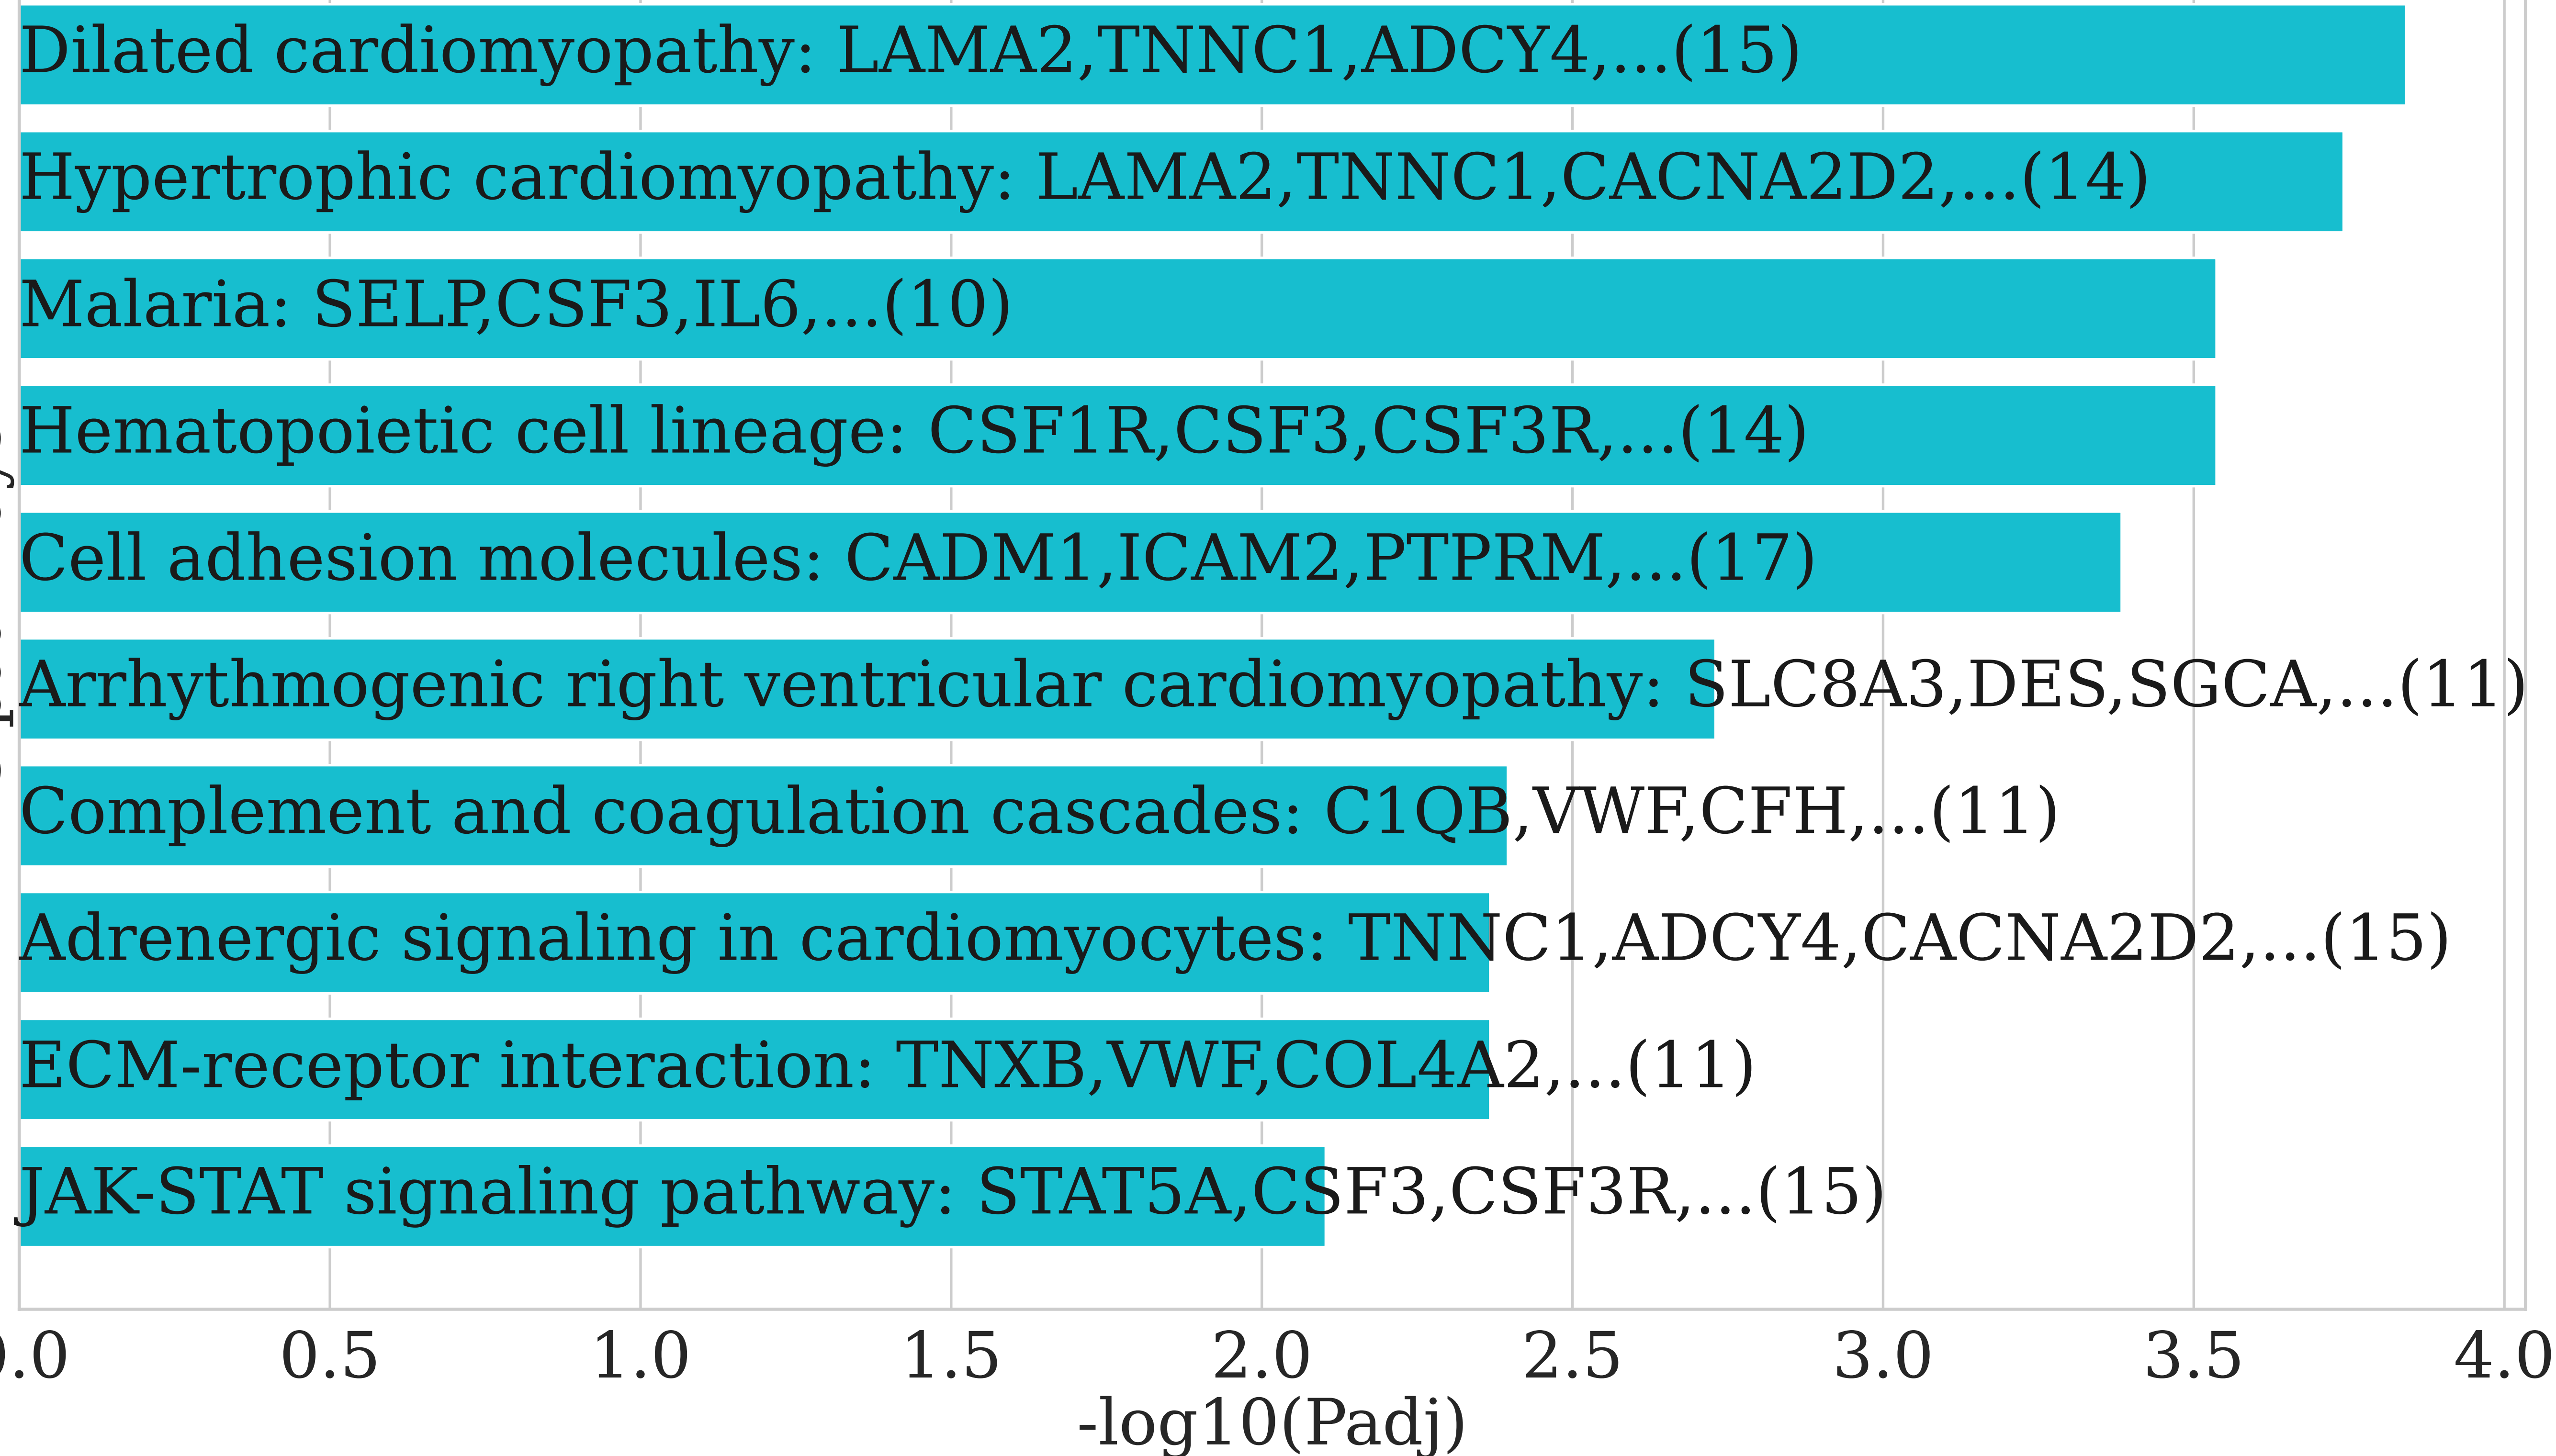 Dilated cardiomyopathy: LAMA2,TNNC1,ADCY4,...(15)
Hypertrophic cardiomyopathy: LAMA2,TNNC1,CACNA2D2,...(14)
Malaria: SELP,CSF3,IL6,...(10)
Hematopoietic cell lineage: CSF1R,CSF3,CSF3R,...(14)
Cell adhesion molecules: CADM1,ICAM2,PTPRM,...(17)
Arrhythmogenic right ventricular cardiomyopathy: SLC8A3,DES,SGCA,...(11)
Complement and coagulation cascades: C1QB,VWF,CFH,...(11)
Adrenergic signaling in cardiomyocytes: TNNC1,ADCY4,CACNA2D2,...(15)
ECM-receptor interaction: TNXB,VWF,COL4A2,...(11)
JAK-STAT signaling pathway: STAT5A,CSF3,CSF3R,...(15)
0.0 0.5 1.0 1.5 2.0 2.5 3.0 3.5 4.0
-log10(Padj)